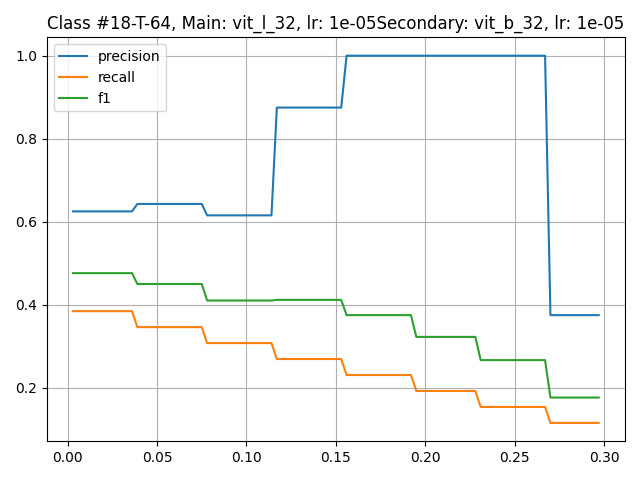 Class #18-T-64, Main: vit_l_32, lr: 1e-05Secondary: vit_b_32, lr: 1e-05
precision
recall
f1
1.0
0.8
0.6
0.4
0.2
0.00 0.05 0.10 0.15 0.20 0.25 0.30